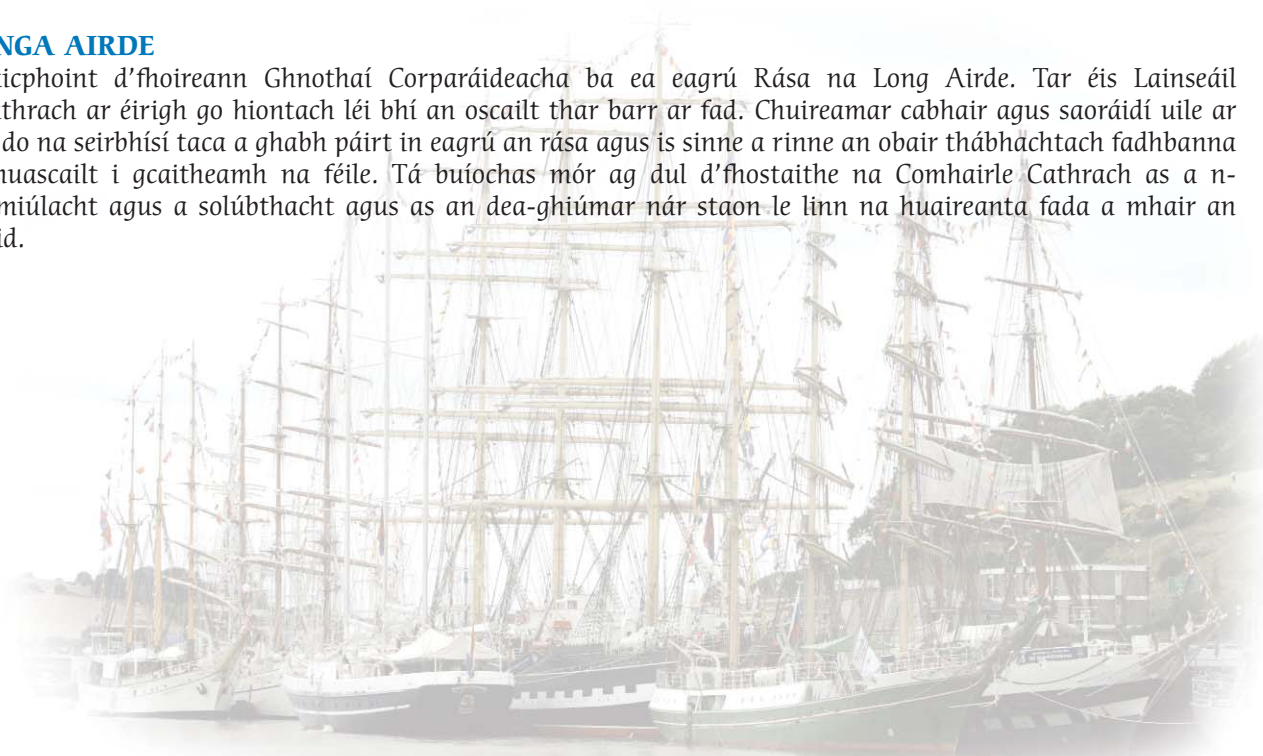 NGA AIRDE
icphoint d'fhoireann Ghnothaí Corparáideacha ba ea eagrú Rása na Long Airde. Tar éis Lainseáil
thrach ar éirigh go hiontach léi bhí an oscailt thar barr ar fad. Chuireamar cabhair agus saoráidí uile ar
do na seirbhísí taca a ghabh páirt in eagrú an rása agus is sinne a rinne an obair thábhachtach fadhbanna
huascailt i gcaitheamh na féile. Tá buíochas mór ag dul d'fhostaithe na Comhairle Cathrach as a n-
miúlacht agus a solúbthacht agus as an dea-ghiúmar nár staon le linn na huaireanta fada a mhair an
id.